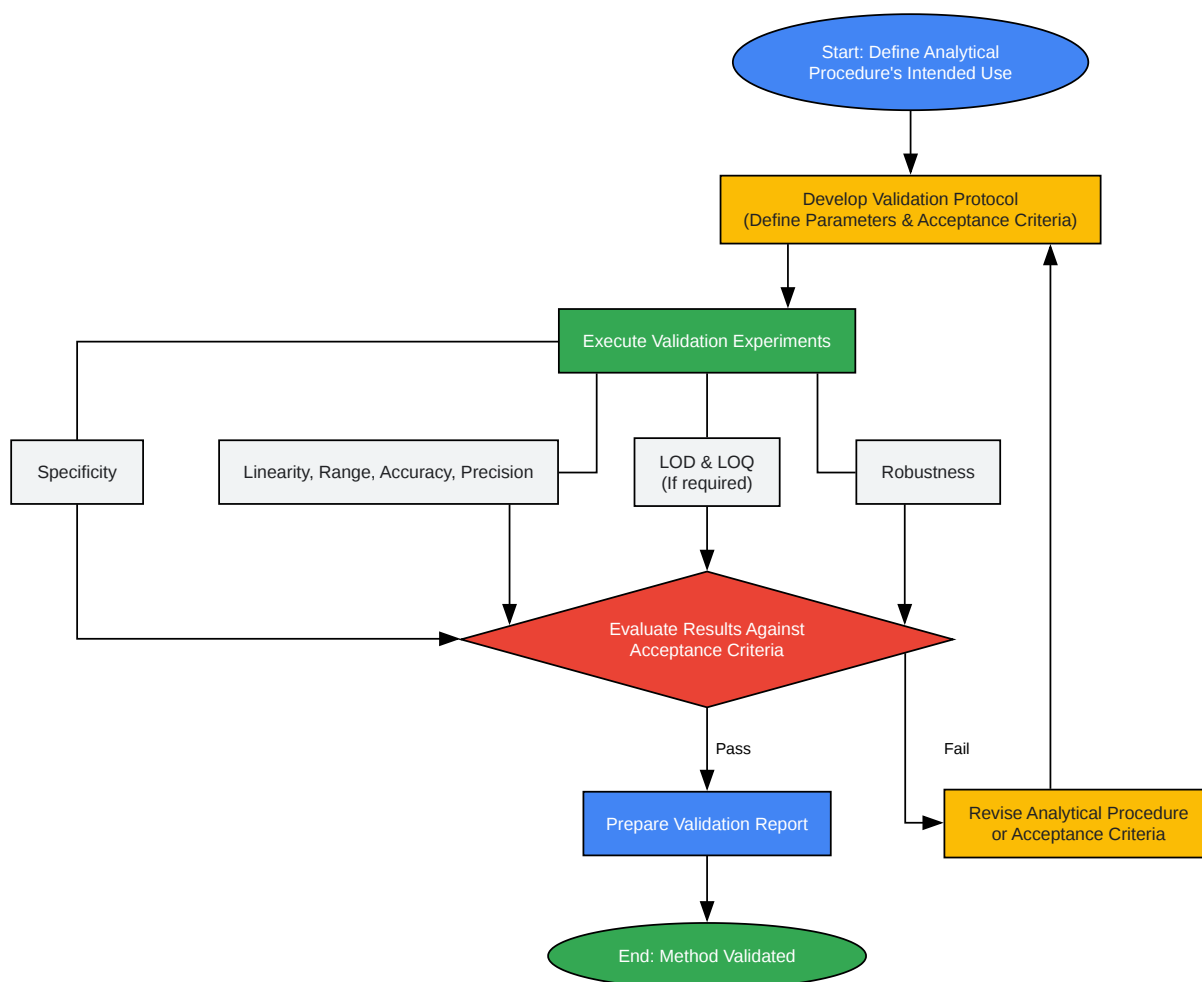 Start: Define Analytical
Procedure's Intended Use
Develop Validation Protocol
(Define Parameters & Acceptance Criteria)
Execute Validation Experiments
Specificity
Linearity, Range, Accuracy, Precision
LOD & LOQ
(If required)
Robustness
Evaluate Results Against
Acceptance Criteria
Pass
Fail
Revise Analytical Procedure
or Acceptance Criteria
Prepare Validation Report
End: Method Validated